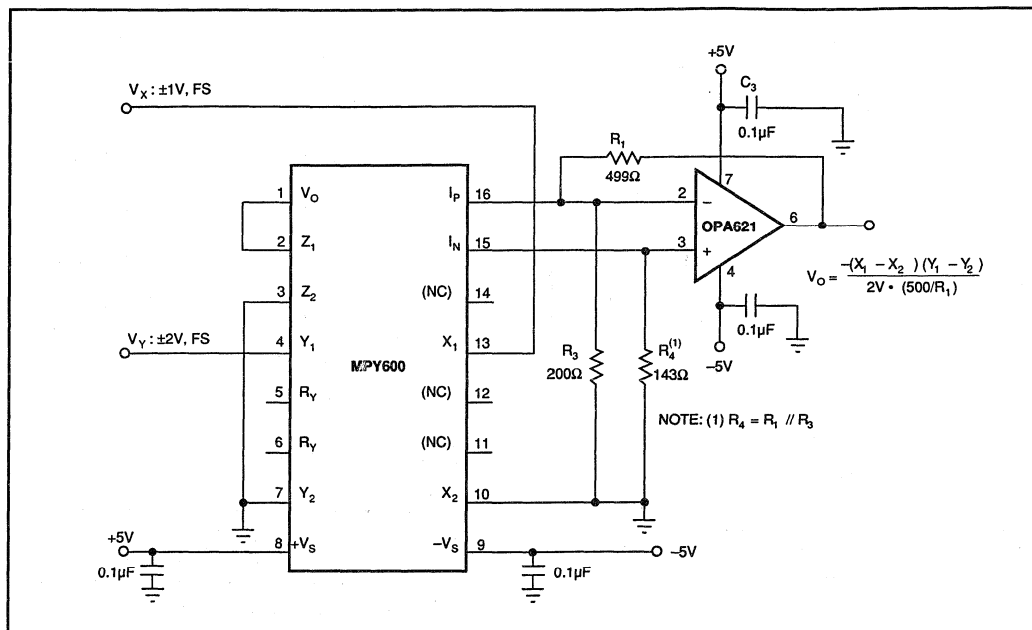 +5V
V_X : ±1V, FS
C_3
0.1µF
R_1
499Ω
1 V_O I_P 16
2 Z_1 I_N 15
3 Z_2 (NC) 14
V_Y : ±2V, FS
4 Y_1 X_1 13
MPY600
5 R_Y (NC) 12
6 R_Y (NC) 11
7 Y_2 X_2 10
8 +V_S –V_S 9
+5V
0.1µF
0.1µF
–5V
2 –
3 +
OPA621
7
6
4
0.1µF
–5V
V_O = –(X_1 – X_2) (Y_1 – Y_2) / 2V • (500/R_1)
R_3
200Ω
R_4^(1)
143Ω
NOTE: (1) R_4 = R_1 // R_3